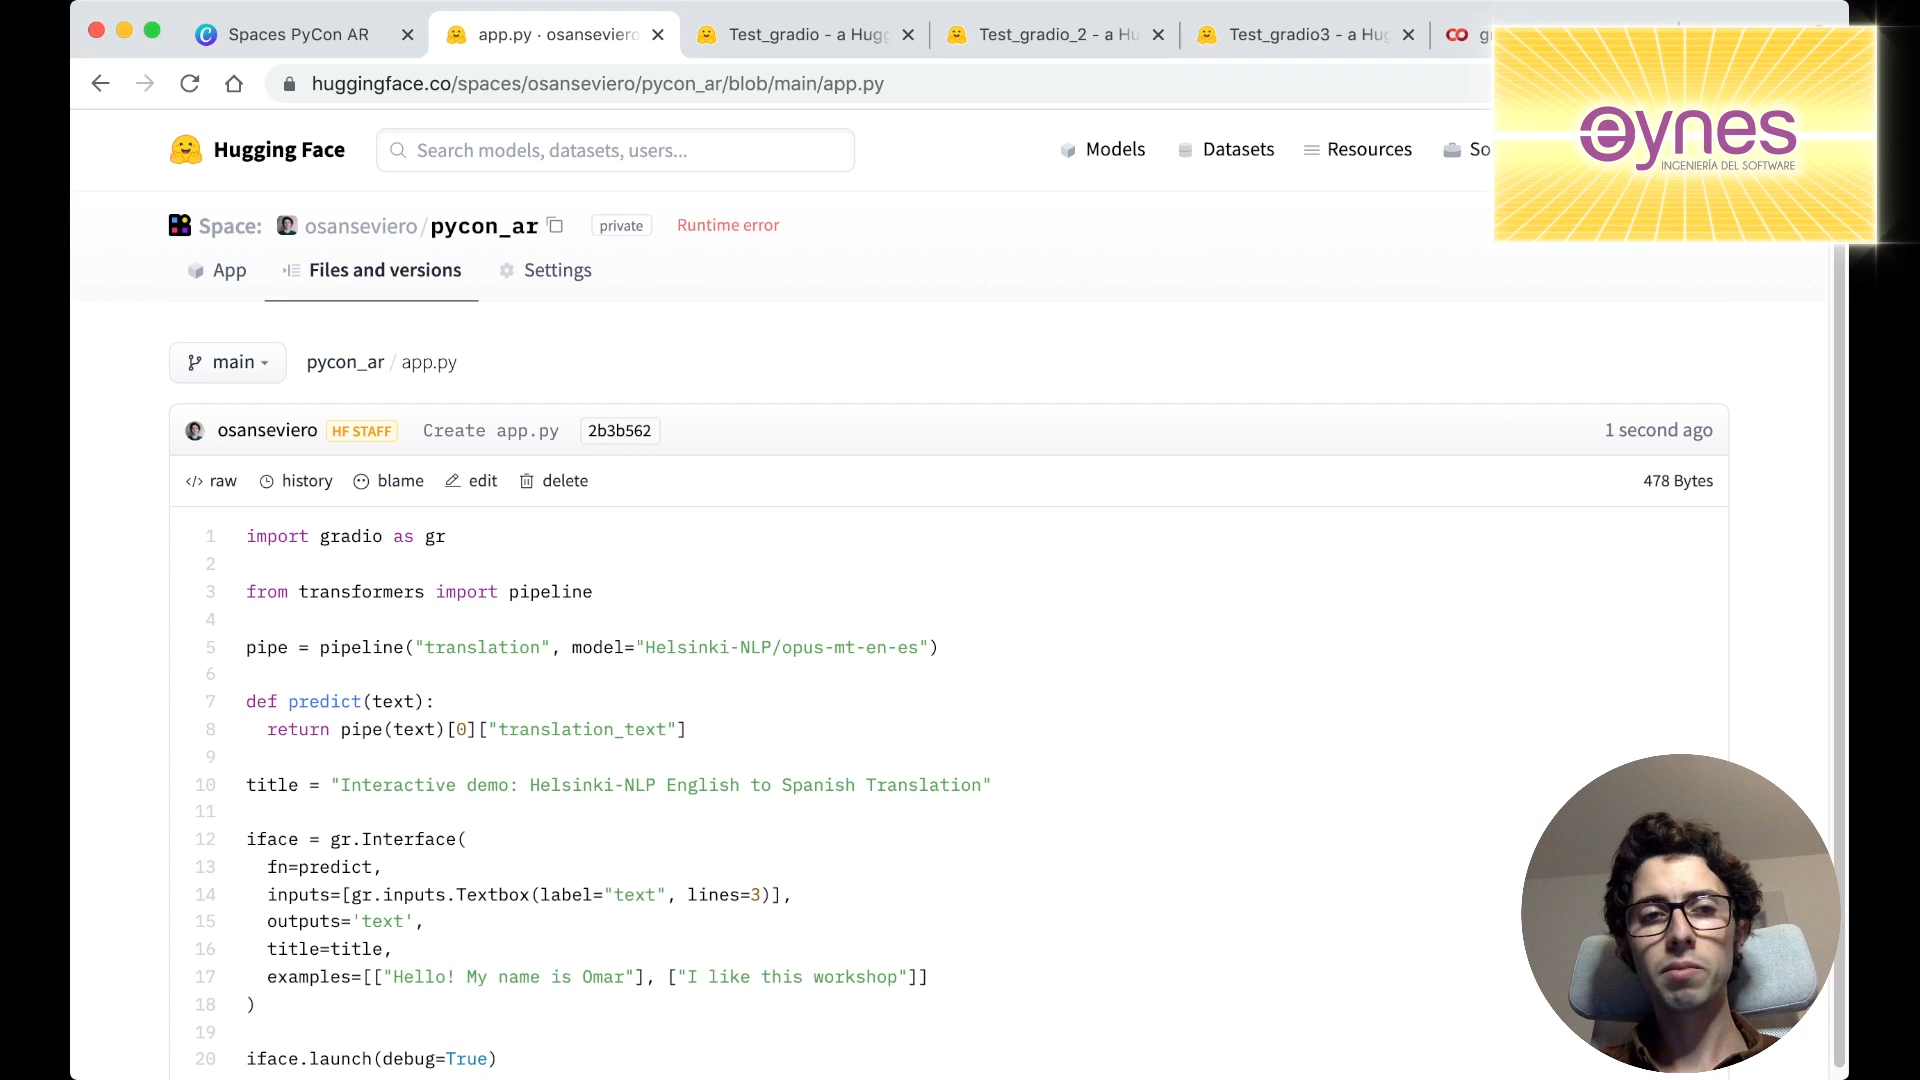 Spaces PyCon AR
app.py · osanseviero
Test_gradio - a Hugg
Test_gradio_2 - a Hu
Test_gradio3 - a Hug
huggingface.co/spaces/osanseviero/pycon_ar/blob/main/app.py
eynes
INGENIERÍA DEL SOFTWARE
Hugging Face
Search models, datasets, users...
Models
Datasets
Resources
So
Space:
osanseviero/pycon_ar
private
Runtime error
App
Files and versions
Settings
main
pycon_ar / app.py
osanseviero
HF STAFF
Create app.py
2b3b562
1 second ago
</> raw
history
blame
edit
delete
478 Bytes
1 import gradio as gr
2
3 from transformers import pipeline
4
5 pipe = pipeline("translation", model="Helsinki-NLP/opus-mt-en-es")
6
7 def predict(text):
8 return pipe(text)[0]["translation_text"]
9
10 title = "Interactive demo: Helsinki-NLP English to Spanish Translation"
11
12 iface = gr.Interface(
13 fn=predict,
14 inputs=[gr.inputs.Textbox(label="text", lines=3)],
15 outputs='text',
16 title=title,
17 examples=[["Hello! My name is Omar"], ["I like this workshop"]]
18 )
19
20 iface.launch(debug=True)